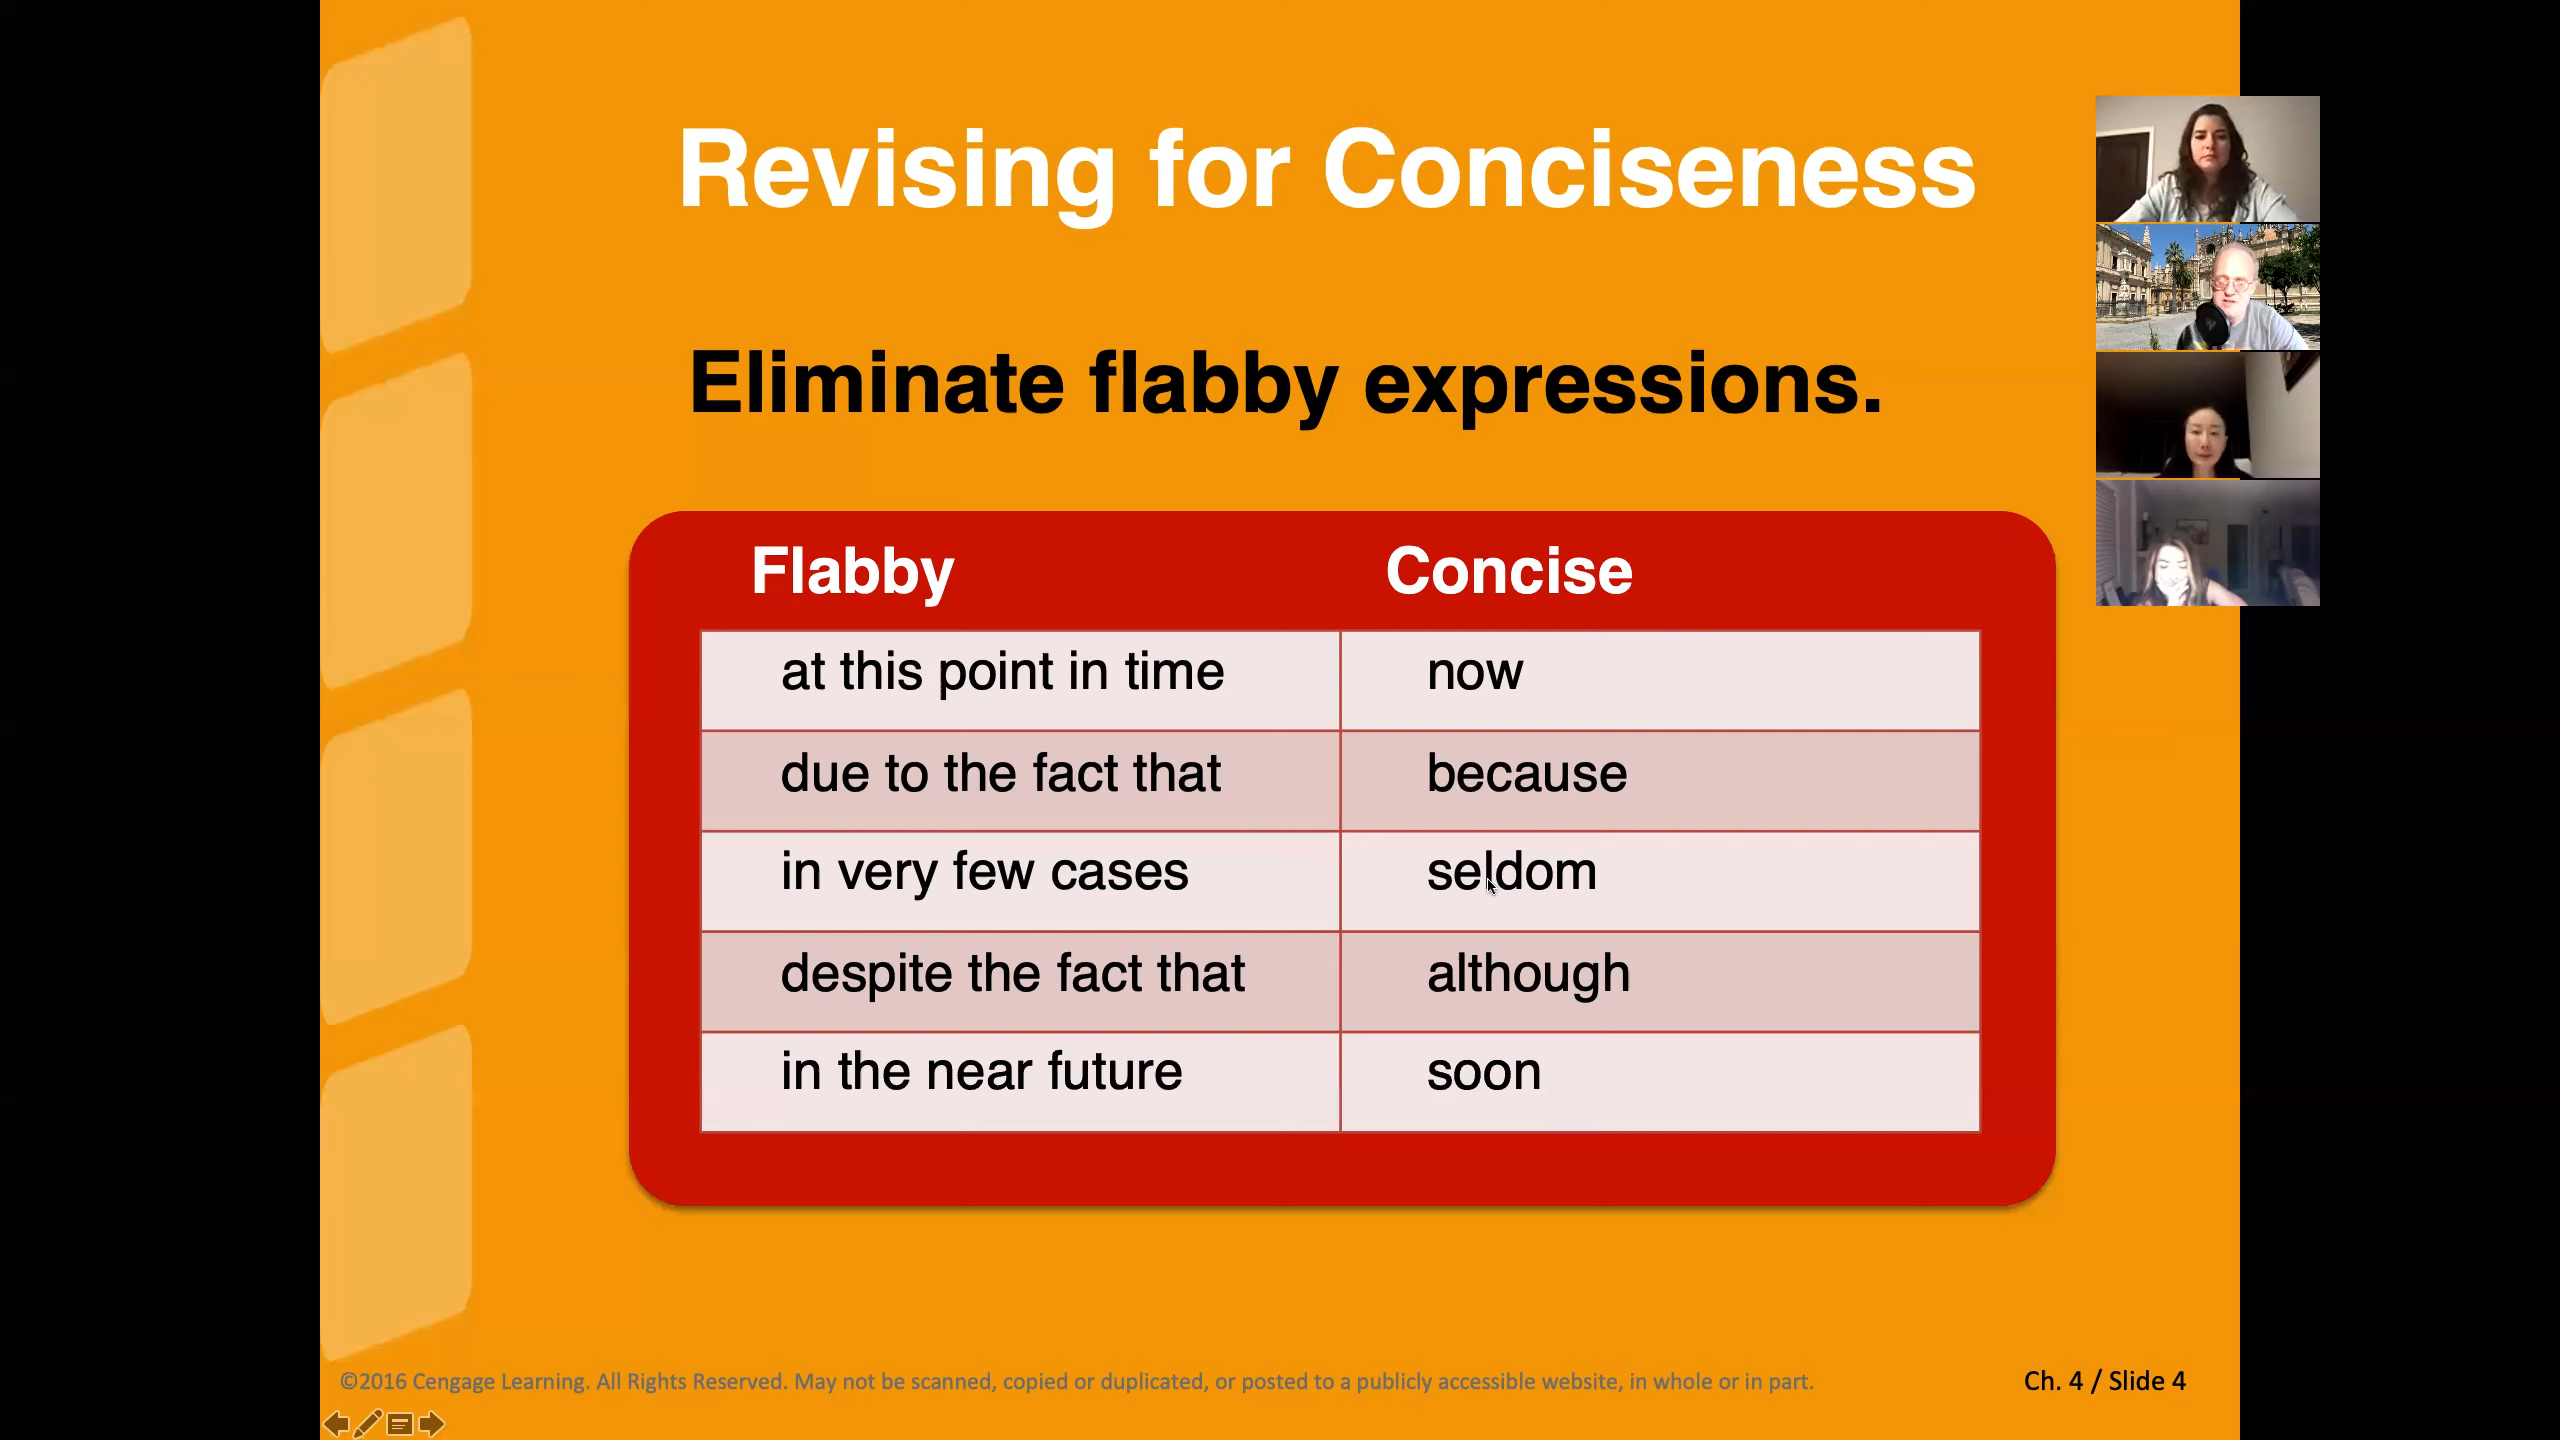 Revising for Conciseness
Eliminate flabby expressions.
Flabby Concise
at this point in time now
due to the fact that because
in very few cases seldom
despite the fact that although
in the near future soon
©2016 Cengage Learning. All Rights Reserved. May not be scanned, copied or duplicated, or posted to a publicly accessible website, in whole or in part. Ch. 4 / Slide 4